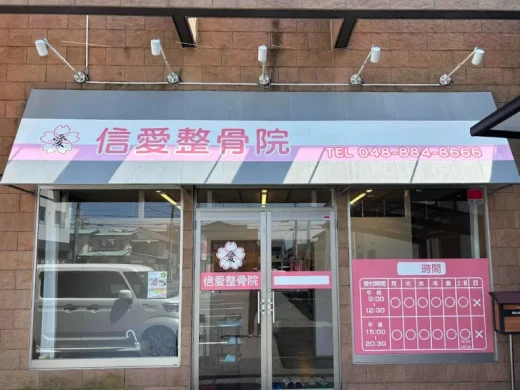 愛
信愛整骨院
TEL 048-884-8666
愛
信愛整骨院
時間
受付時間 月 火 水 木 金 土 日
午前 9:00 ~ 12:30 ○ ○ ○ ○ ○ ○ ×
午後 15:00 ~ 20:30 ○ ○ ○ ○ ○ ○ ×